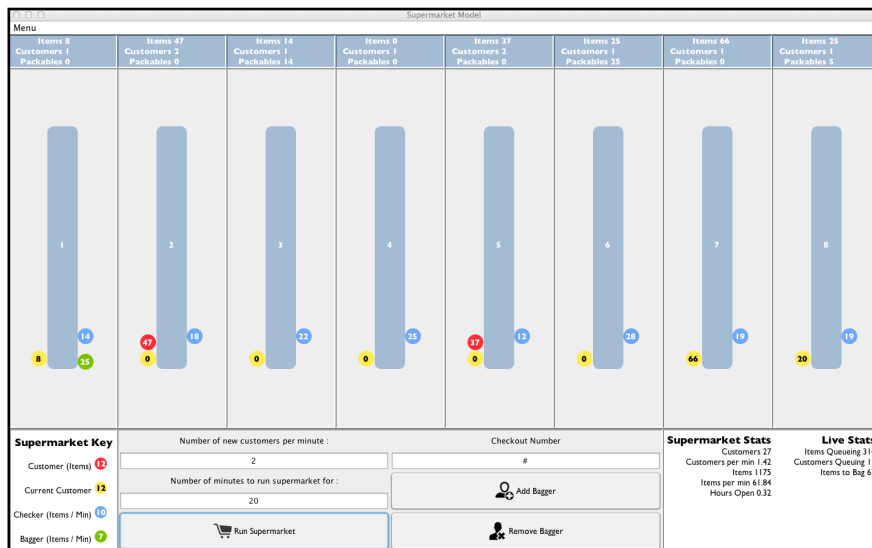 Supermarket Model
Menu
Items 8
Customers 1
Packables 0
Items 47
Customers 2
Packables 0
Items 14
Customers 1
Packables 14
Items 0
Customers 1
Packables 0
Items 37
Customers 2
Packables 0
Items 25
Customers 1
Packables 25
Items 66
Customers 1
Packables 0
Items 25
Customers 1
Packables 5
1
2
3
4
5
6
7
8
14
18
22
25
12
28
19
19
47
37
8
25
0
0
0
0
0
66
20
Supermarket Key
Customer (Items) 12
Current Customer 12
Checker (Items / Min) 10
Bagger (Items / Min) 7
Number of new customers per minute :
2
Number of minutes to run supermarket for :
20
Run Supermarket
Checkout Number
#
Add Bagger
Remove Bagger
Supermarket Stats
Customers 27
Customers per min 1.42
Items 1175
Items per min 61.84
Hours Open 0.32
Live Stats
Items Queueing
Customers Queuing
Items to Bag